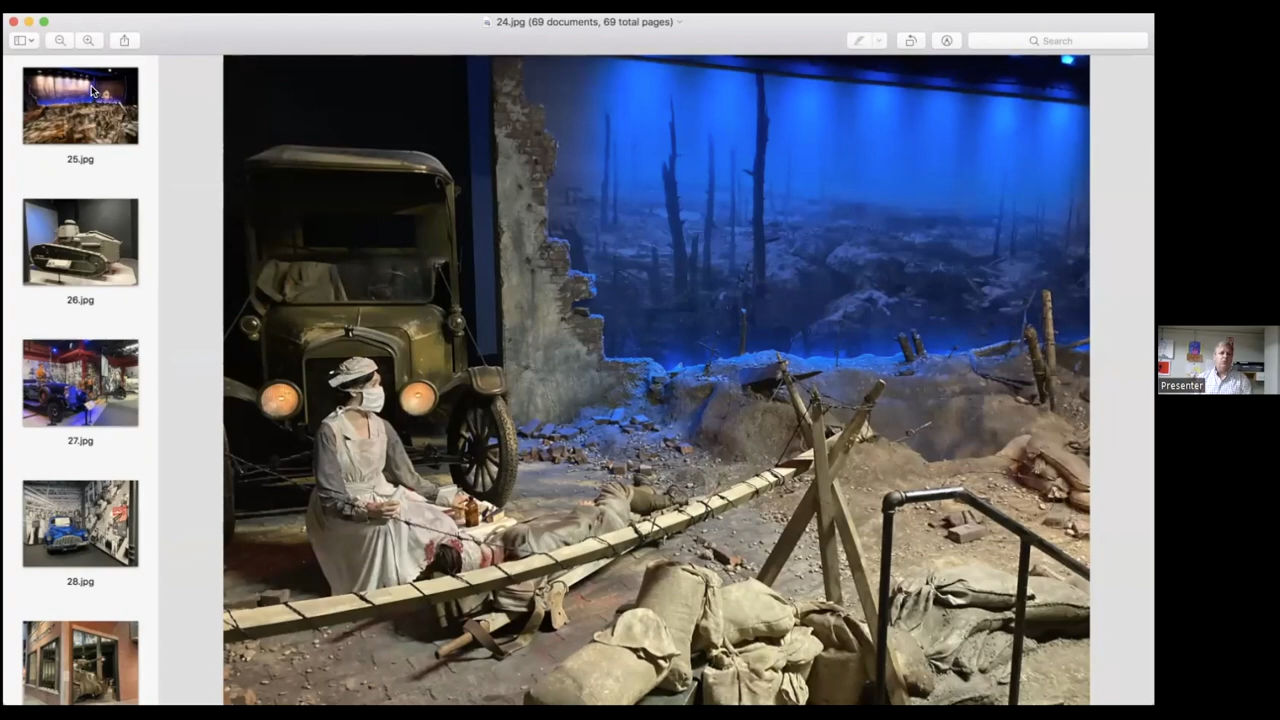 24.jpg (69 documents, 69 total pages)
Search
25.jpg
26.jpg
27.jpg
28.jpg
Presenter